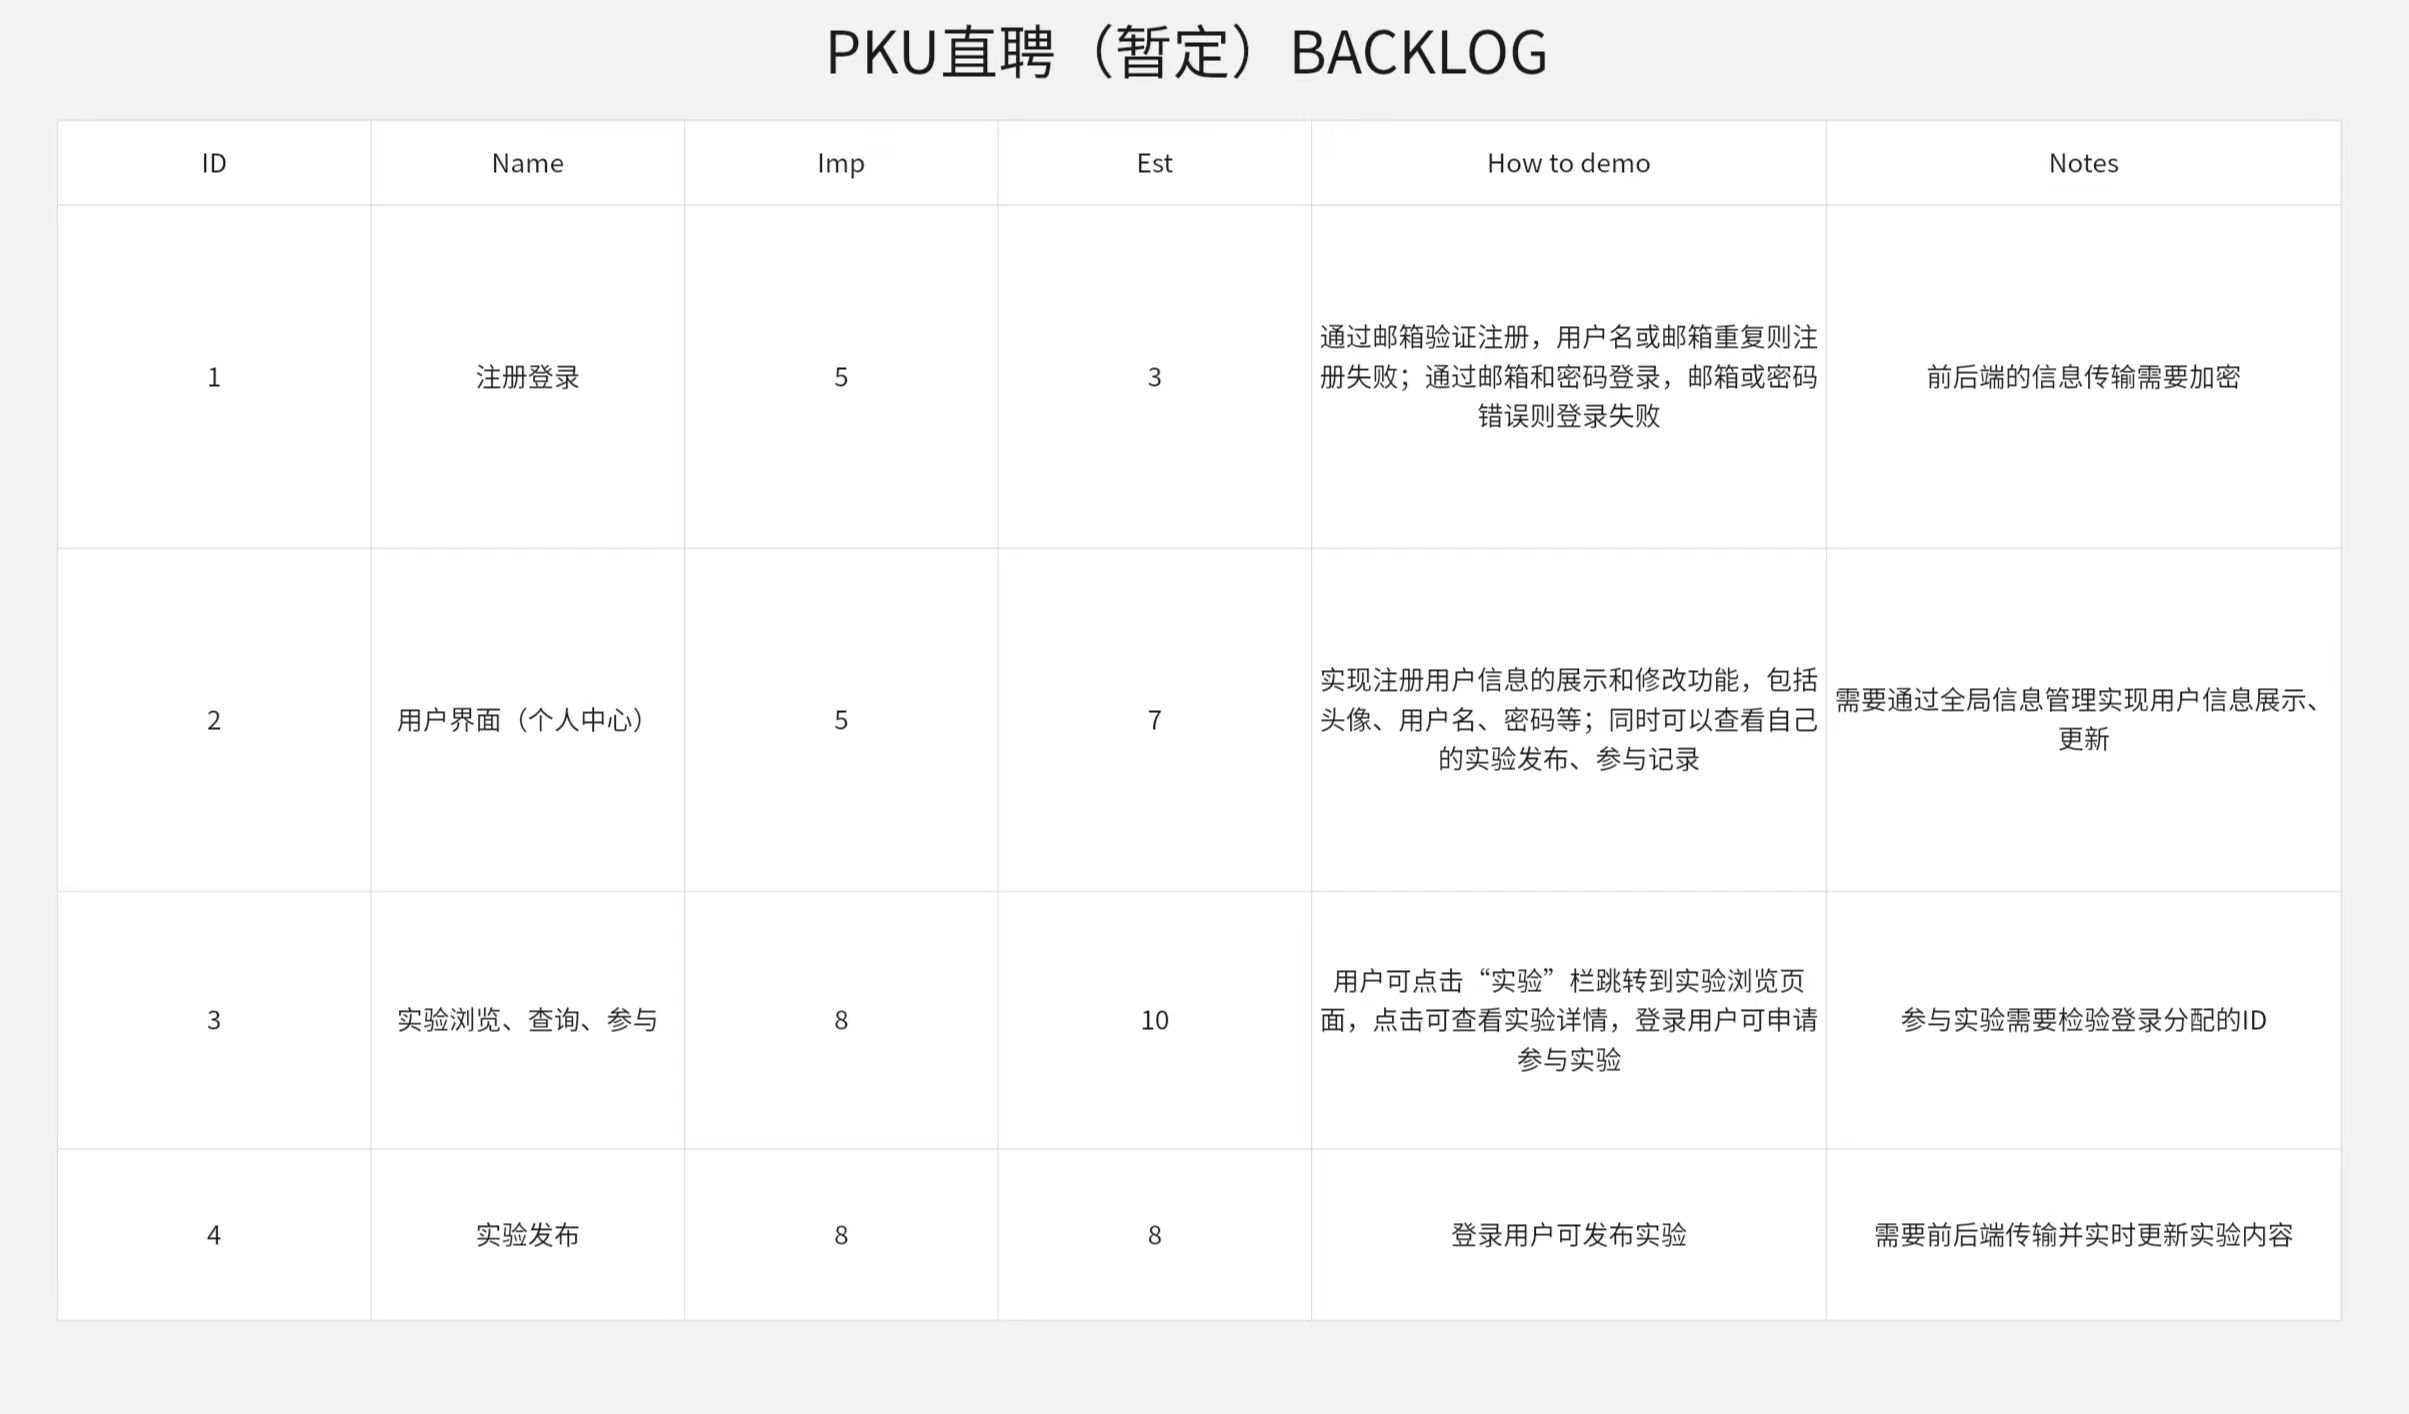 PKU直聘（暂定）BACKLOG
ID Name Imp Est How to demo Notes
通过邮箱验证注册，用户名或邮箱重复则注
1 注册登录 5 3 册失败；通过邮箱和密码登录，邮箱或密码 前后端的信息传输需要加密
错误则登录失败
实现注册用户信息的展示和修改功能，包括
需要通过全局信息管理实现用户信息展示、
2 用户界面（个人中心） 5 7 头像、用户名、密码等；同时可以查看自己
更新
的实验发布、参与记录
用户可点击“实验”栏跳转到实验浏览页
3 实验浏览、查询、参与 8 10 面，点击可查看实验详情，登录用户可申请 参与实验需要检验登录分配的ID
参与实验
4 实验发布 8 8 登录用户可发布实验 需要前后端传输并实时更新实验内容